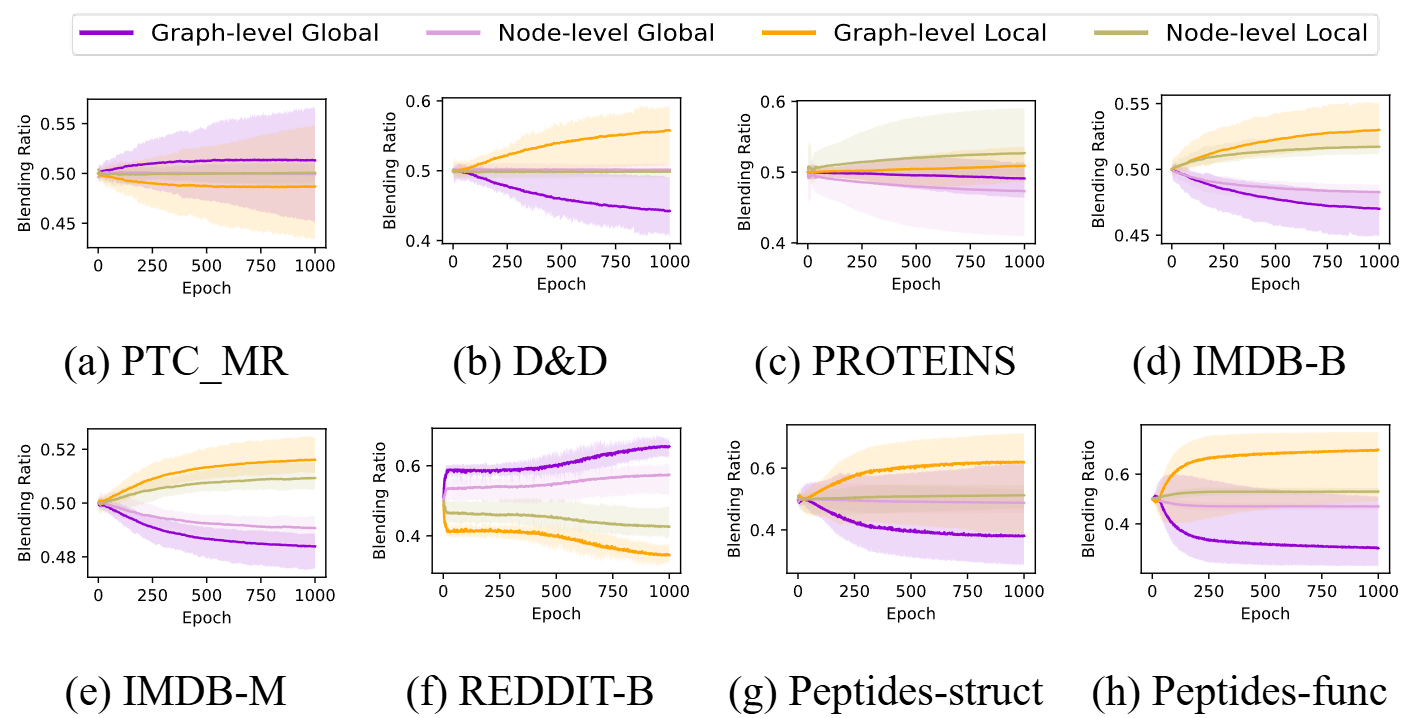 Graph-level Global Node-level Global Graph-level Local Node-level Local
Blending Ratio
0.55
0.50
0.45
0 250 500 750 1000
Epoch
(a) PTC_MR
Blending Ratio
0.6
0.5
0.4
0 250 500 750 1000
Epoch
(b) D&D
Blending Ratio
0.6
0.5
0.4
0 250 500 750 1000
Epoch
(c) PROTEINS
Blending Ratio
0.55
0.50
0.45
0 250 500 750 1000
Epoch
(d) IMDB-B
Blending Ratio
0.52
0.50
0.48
0 250 500 750 1000
Epoch
(e) IMDB-M
Blending Ratio
0.6
0.4
0 250 500 750 1000
Epoch
(f) REDDIT-B
Blending Ratio
0.6
0.4
0 250 500 750 1000
Epoch
(g) Peptides-struct
Blending Ratio
0.6
0.4
0 250 500 750 1000
Epoch
(h) Peptides-func